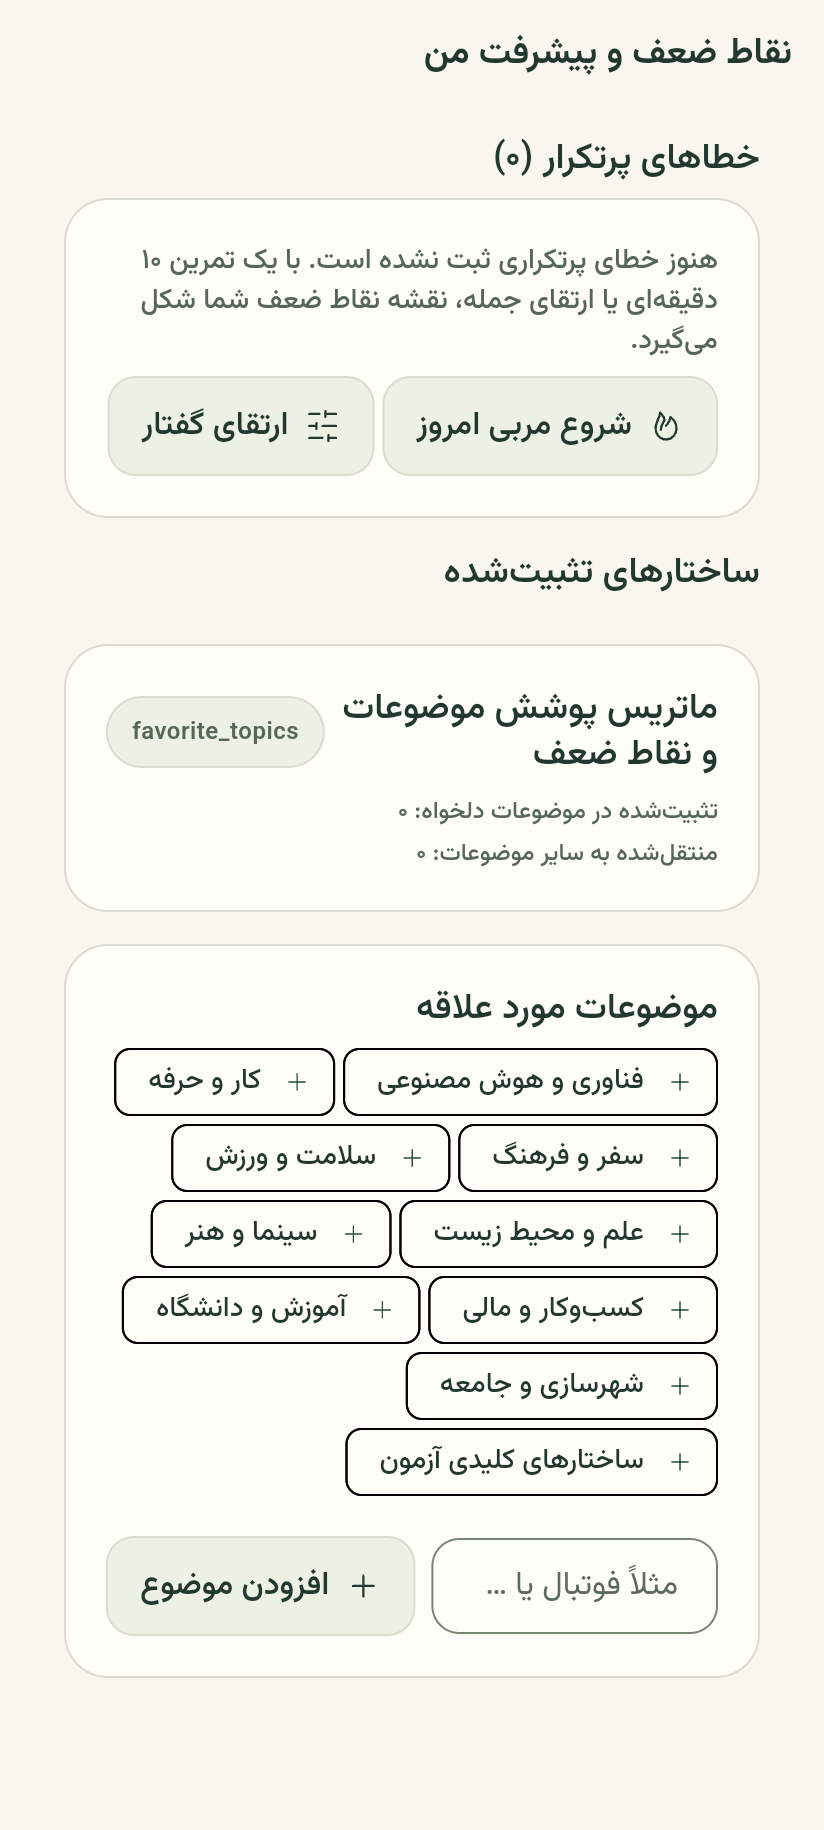 نقاط ضعف و پیشرفت من
خطاهای پرتکرار (۰)
هنوز خطای پرتکراری ثبت نشده است. با یک تمرین ۱۰
دقیقه‌ای یا ارتقای جمله، نقشه نقاط ضعف شما شکل
می‌گیرد.
شروع مربی امروز
ارتقای گفتار
ساختارهای تثبیت‌شده
ماتریس پوشش موضوعات
و نقاط ضعف
favorite_topics
تثبیت‌شده در موضوعات دلخواه: ۰
منتقل‌شده به سایر موضوعات: ۰
موضوعات مورد علاقه
فناوری و هوش مصنوعی
کار و حرفه
سفر و فرهنگ
سلامت و ورزش
علم و محیط زیست
سینما و هنر
کسب‌وکار و مالی
آموزش و دانشگاه
شهرسازی و جامعه
ساختارهای کلیدی آزمون
مثلاً فوتبال یا ...
افزودن موضوع